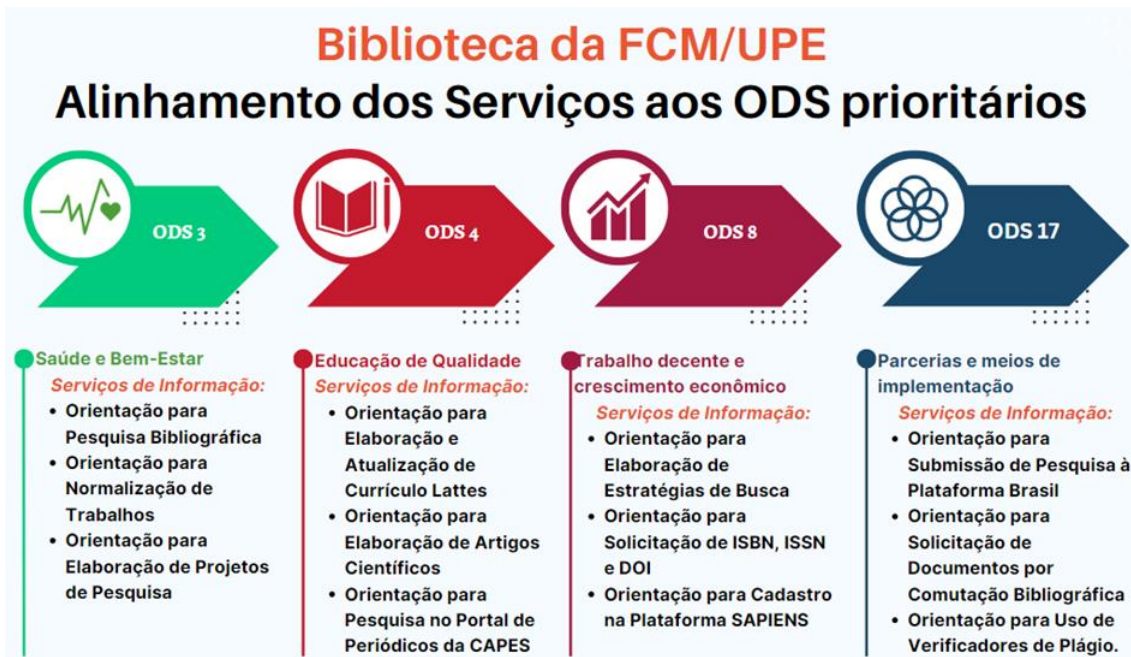 Biblioteca da FCM/UPE
Alinhamento dos Serviços aos ODS prioritários
ODS 3
Saúde e Bem-Estar
Serviços de Informação:
• Orientação para
Pesquisa Bibliográfica
• Orientação para
Normalização de
Trabalhos
• Orientação para
Elaboração de Projetos
de Pesquisa
ODS 4
Educação de Qualidade
Serviços de Informação:
• Orientação para
Elaboração e
Atualização de
Currículo Lattes
• Orientação para
Elaboração de Artigos
Científicos
• Orientação para
Pesquisa no Portal de
Periódicos da CAPES
ODS 8
Trabalho decente e
crescimento econômico
Serviços de Informação:
• Orientação para
Elaboração de
Estratégias de Busca
• Orientação para
Solicitação de ISBN, ISSN
e DOI
• Orientação para Cadastro
na Plataforma SAPIENS
ODS 17
Parcerias e meios de
implementação
Serviços de Informação:
• Orientação para
Submissão de Pesquisa à
Plataforma Brasil
• Orientação para
Solicitação de
Documentos por
Comutação Bibliográfica
• Orientação para Uso de
Verificadores de Plágio.